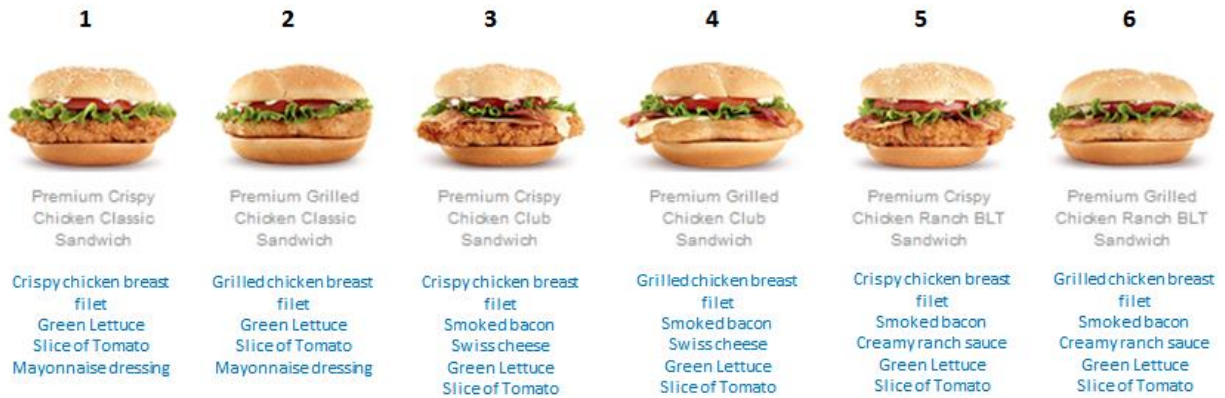 1
2
3
4
5
6
Premium Crispy
Chicken Classic
Sandwich
Premium Grilled
Chicken Classic
Sandwich
Premium Crispy
Chicken Club
Sandwich
Premium Grilled
Chicken Club
Sandwich
Premium Crispy
Chicken Ranch BLT
Sandwich
Premium Grilled
Chicken Ranch BLT
Sandwich
Crispy chicken breast
filet
Green Lettuce
Slice of Tomato
Mayonnaise dressing
Grilled chicken breast
filet
Green Lettuce
Slice of Tomato
Mayonnaise dressing
Crispy chicken breast
filet
Smoked bacon
Swiss cheese
Green Lettuce
Slice of Tomato
Grilled chicken breast
filet
Smoked bacon
Swiss cheese
Green Lettuce
Slice of Tomato
Crispy chicken breast
filet
Smoked bacon
Creamy ranch sauce
Green Lettuce
Slice of Tomato
Grilled chicken breast
filet
Smoked bacon
Creamy ranch sauce
Green Lettuce
Slice of Tomato